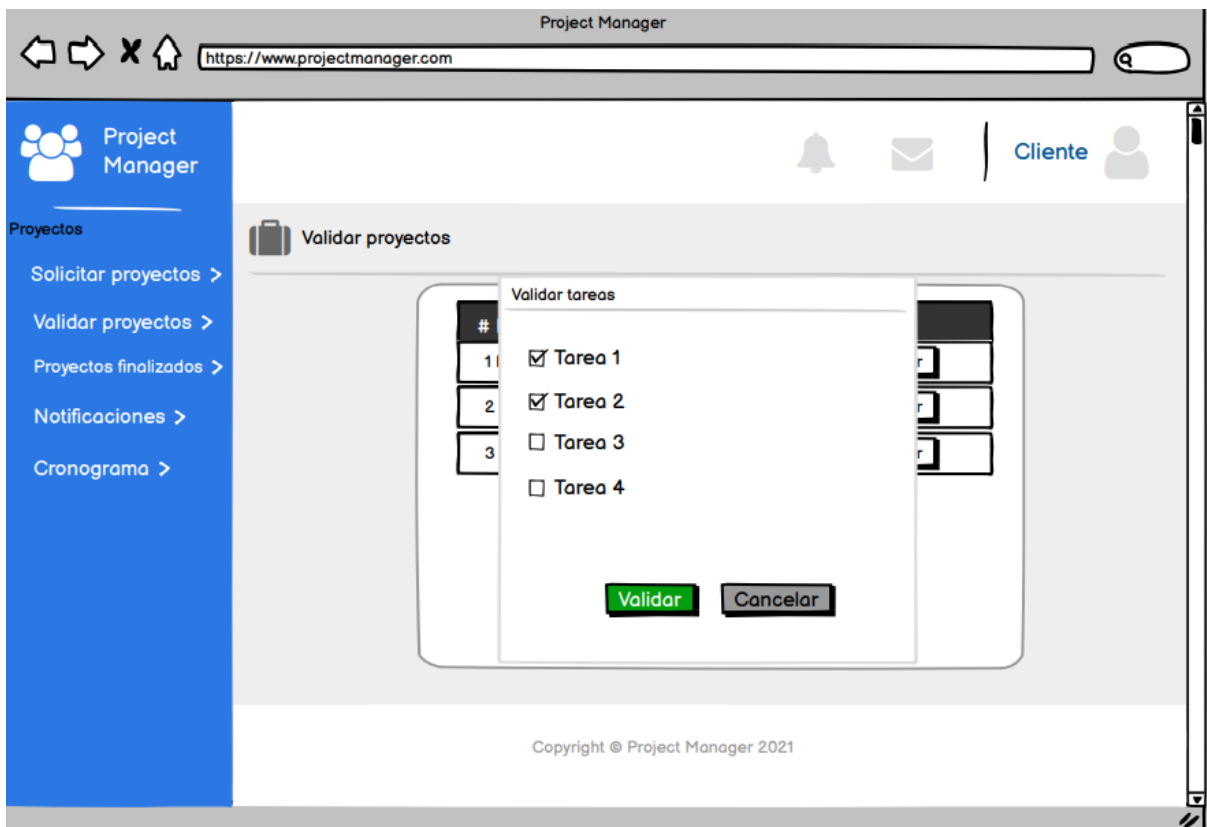 Project Manager
https://www.projectmanager.com
Project
Manager
Cliente
Proyectos
Solicitar proyectos >
Validar proyectos >
Proyectos finalizados >
Notificaciones >
Cronograma >
Validar proyectos
Validar tareas
#
1
2
3
r
r
r
Tarea 1
Tarea 2
Tarea 3
Tarea 4
Validar
Cancelar
Copyright © Project Manager 2021